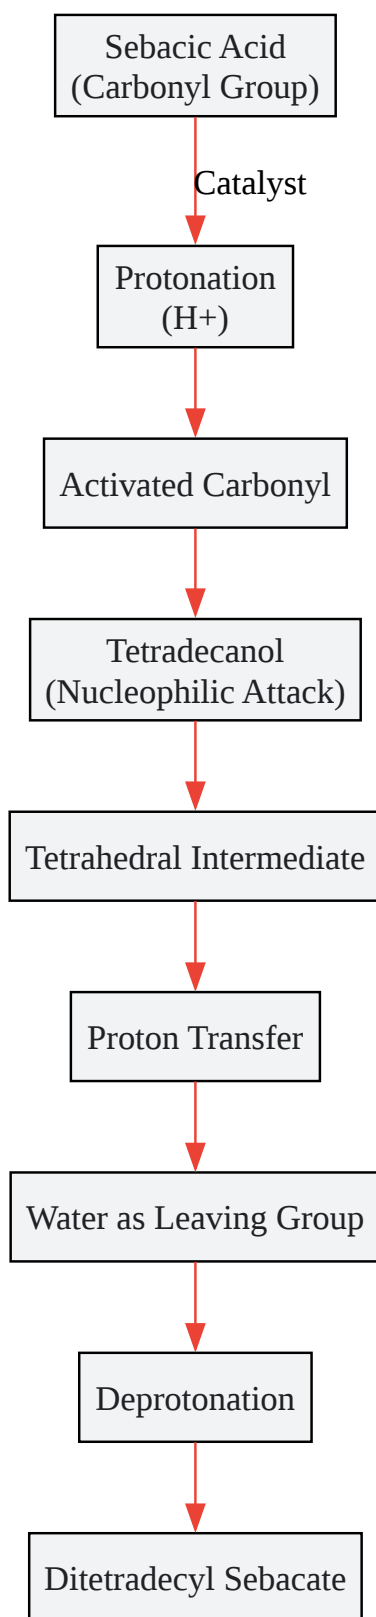 Sebacic Acid
(Carbonyl Group)
Catalyst
Protonation
(H+)
Activated Carbonyl
Tetradecanol
(Nucleophilic Attack)
Tetrahedral Intermediate
Proton Transfer
Water as Leaving Group
Deprotonation
Ditetradecyl Sebacate